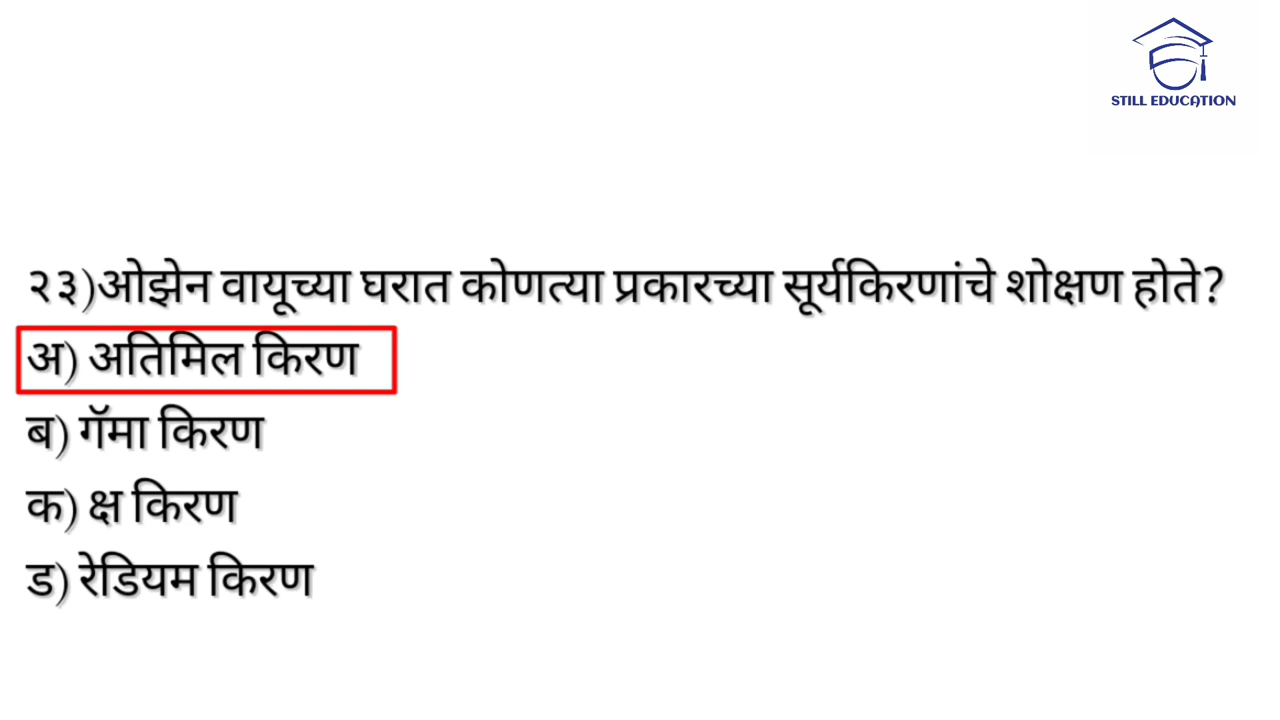 STILL EDUCATION
२३)ओझेन वायूच्या घरात कोणत्या प्रकारच्या सूर्यकिरणांचे शोक्षण होते?
अ) अतिमिल किरण
ब) गॅमा किरण
क) क्ष किरण
ड) रेडियम किरण